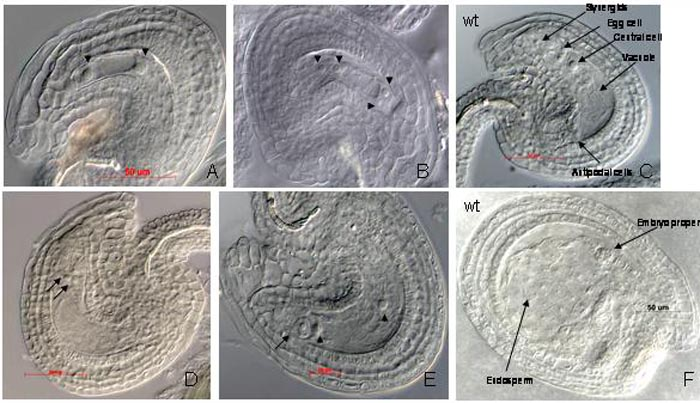 A
50 um
B
wt
Synergids
Egg cell
Central cell
Vacuole
Antipodal cells
C
D
E
wt
Embryo proper
50 um
Endosperm
F